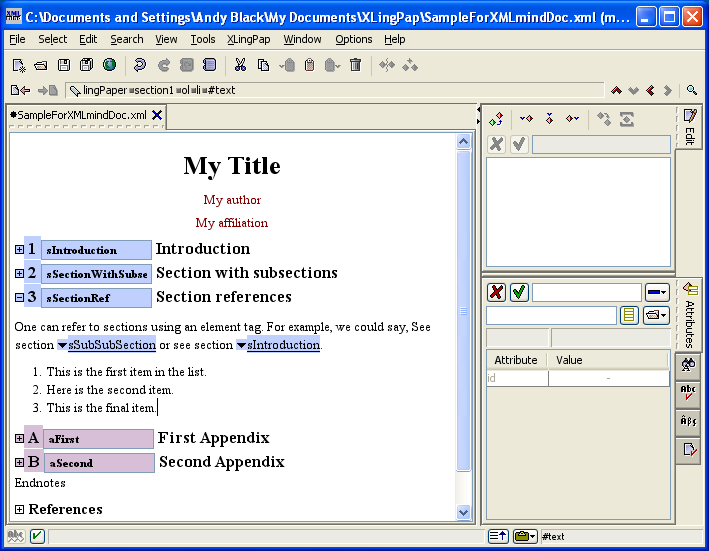 C:\Documents and Settings\Andy Black\My Documents\XLingPap\SampleForXMLmindDoc.xml (m...
File Select Edit Search View Tools XLingPap Window Options Help
lingPaper section1 ol li #text
*SampleForXMLmindDoc.xml
Edit
My Title
My author
My affiliation
1 sIntroduction Introduction
2 sSectionWithSubse Section with subsections
3 sSectionRef Section references
One can refer to sections using an element tag. For example, we could say, See
section sSubSubSection or see section sIntroduction.
1. This is the first item in the list.
2. Here is the second item.
3. This is the final item.
A aFirst First Appendix
B aSecond Second Appendix
Endnotes
References
Attributes
Attribute Value
id -
Abc
Äβς
abc
#text